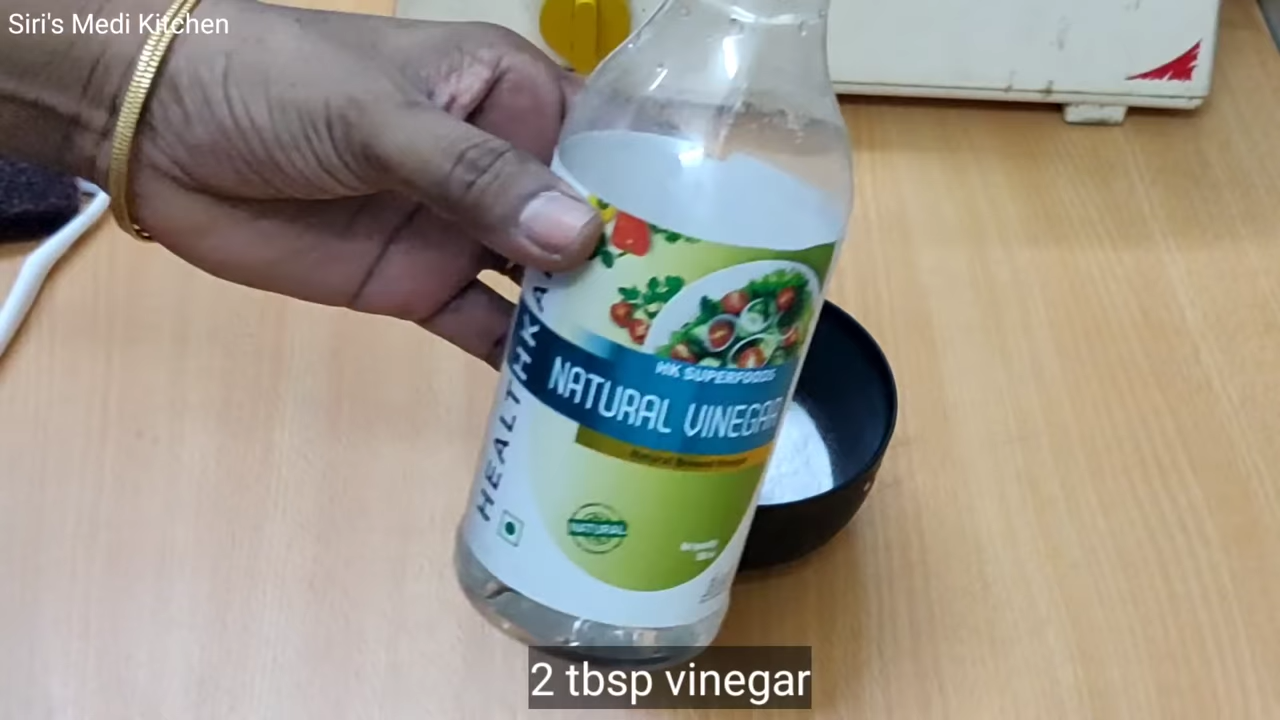 Siri's Medi Kitchen
HEALTHKA
HK SUPERFOODS
NATURAL VINEGAR
NATURAL
2 tbsp vinegar